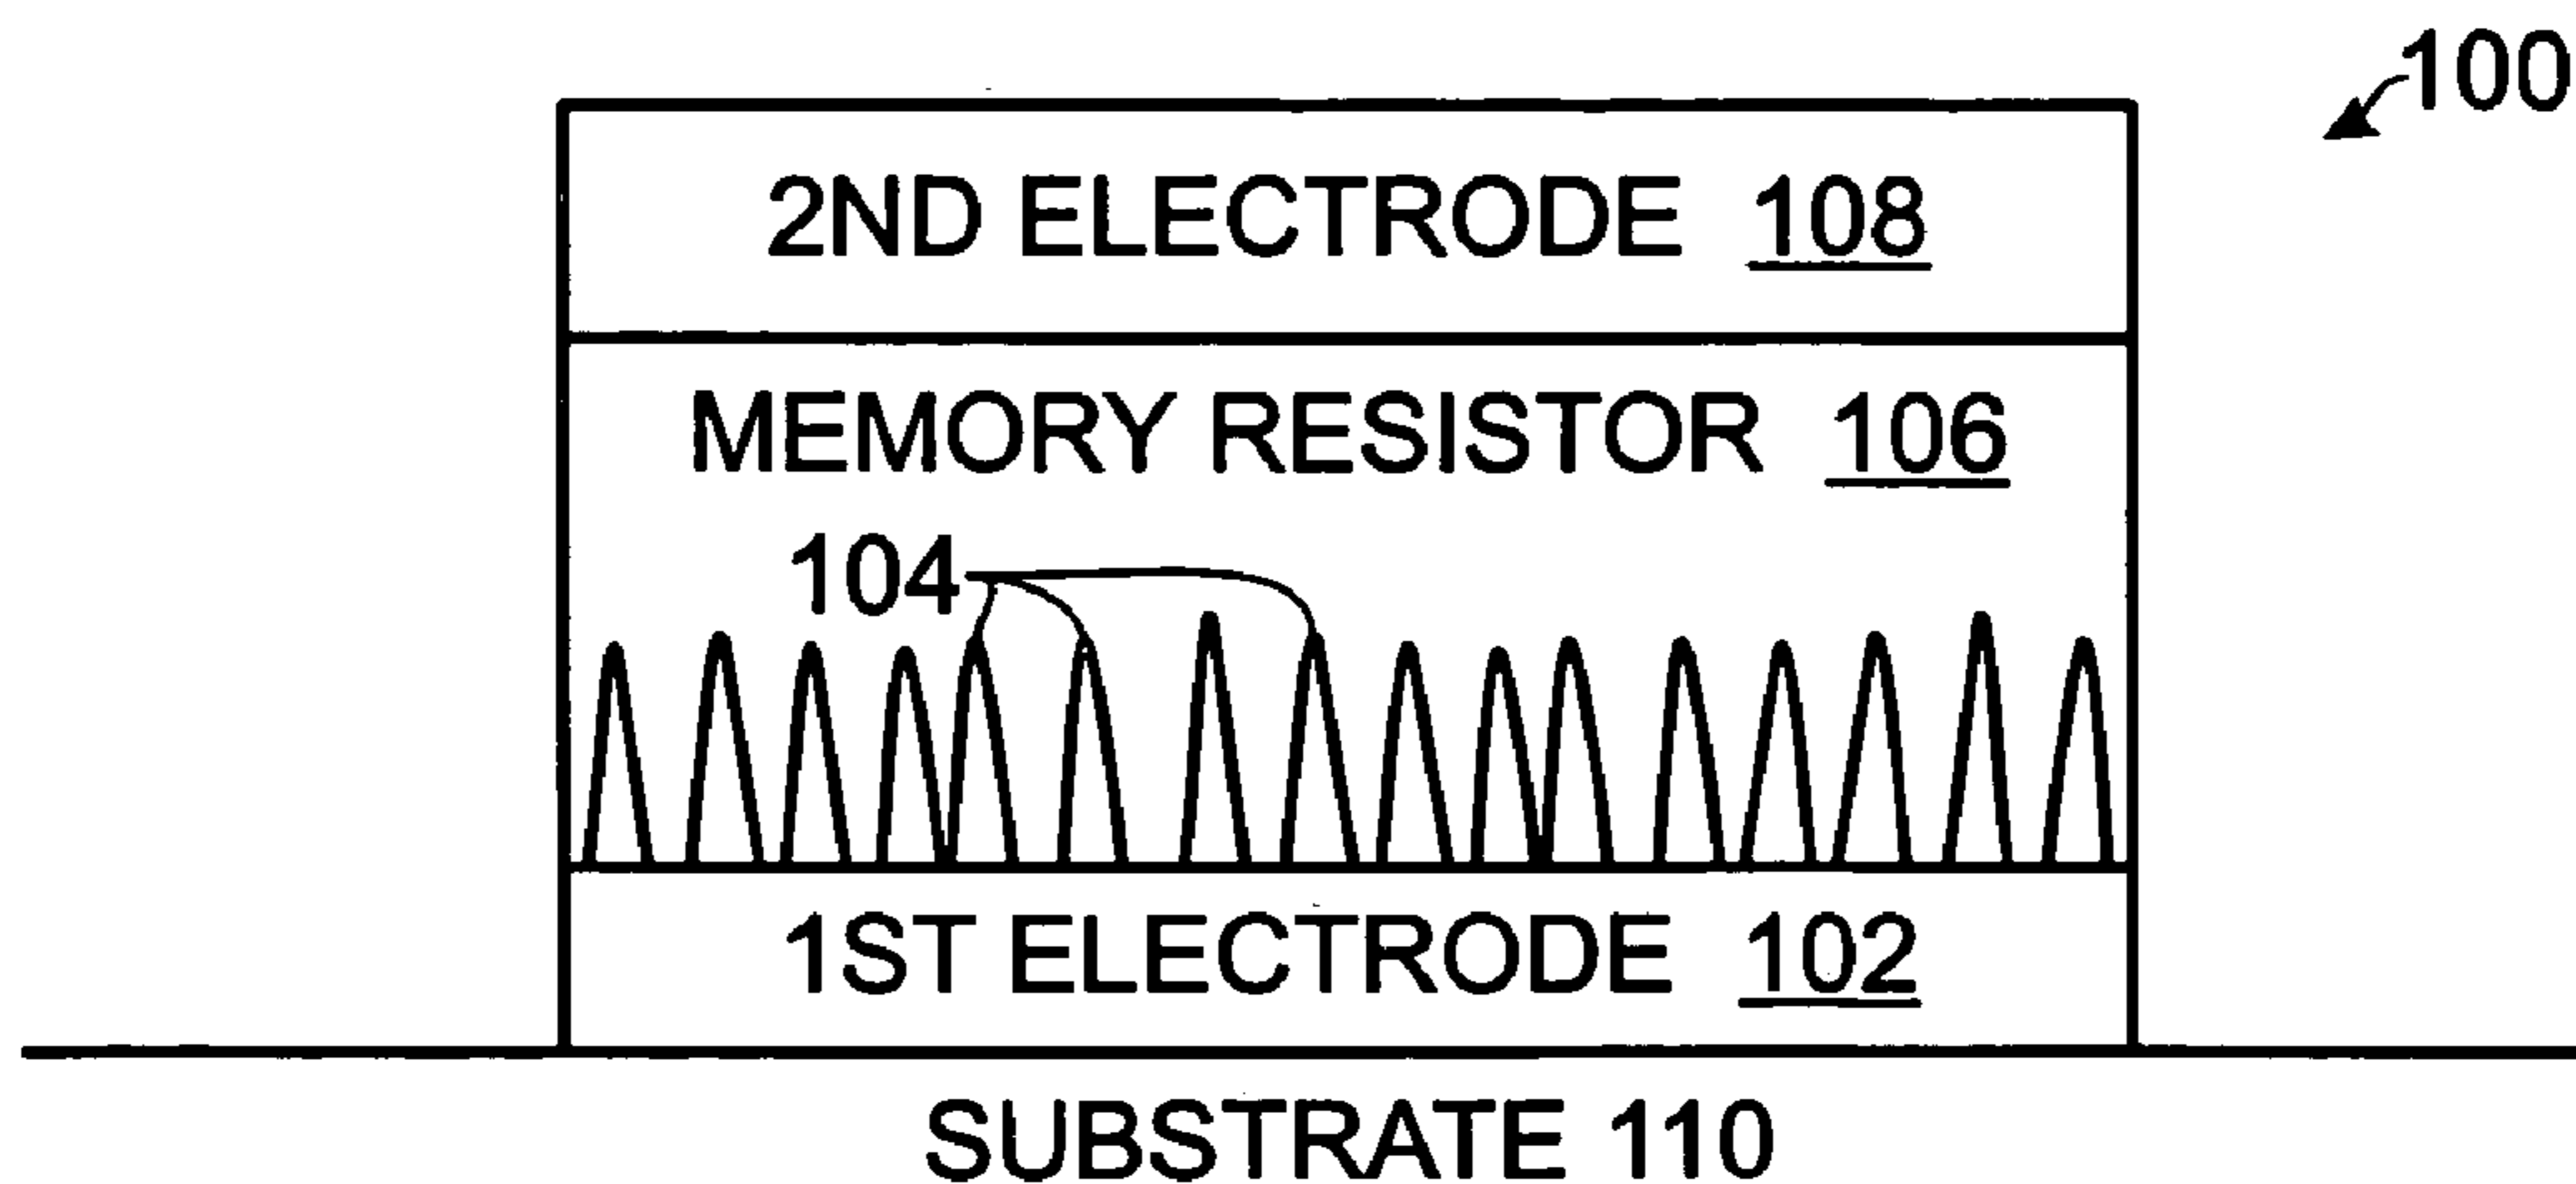 100
2ND ELECTRODE 108
MEMORY RESISTOR 106
104
1ST ELECTRODE 102
SUBSTRATE 110